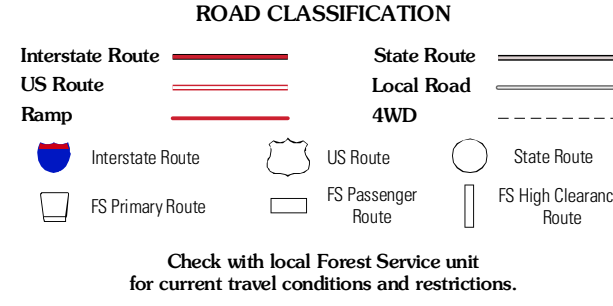 ROAD CLASSIFICATION
Interstate Route State Route
US Route Local Road
Ramp 4WD
Interstate Route US Route State Route
FS Primary Route FS Passenger Route FS High Clearanc Route
Check with local Forest Service unit
for current travel conditions and restrictions.